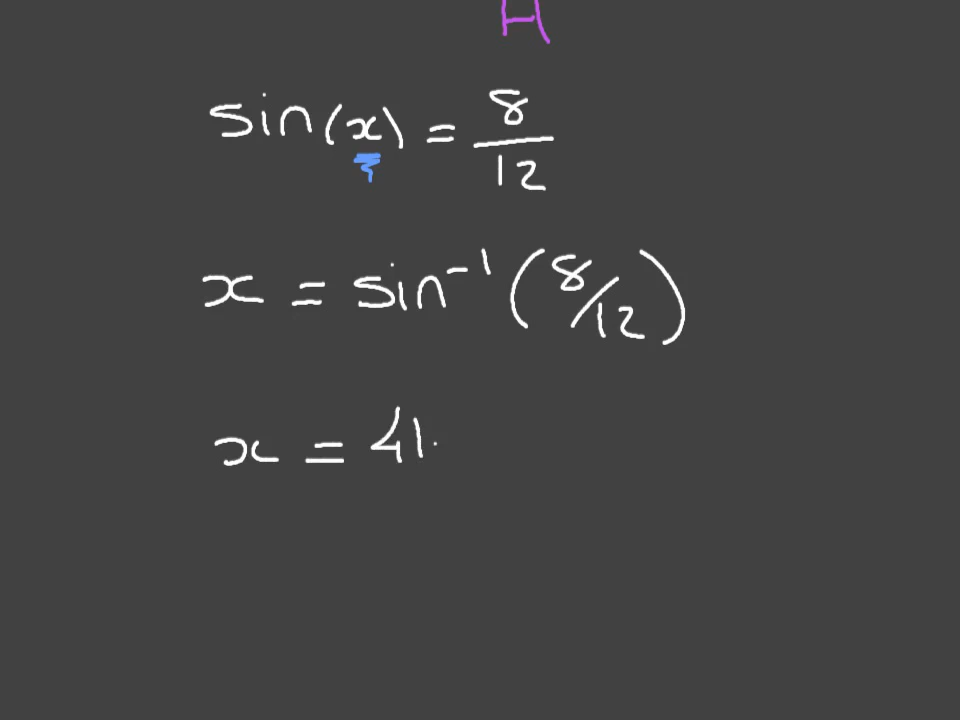 H
sin(x) = 8/12
x = sin⁻¹(8/12)
x = 41.